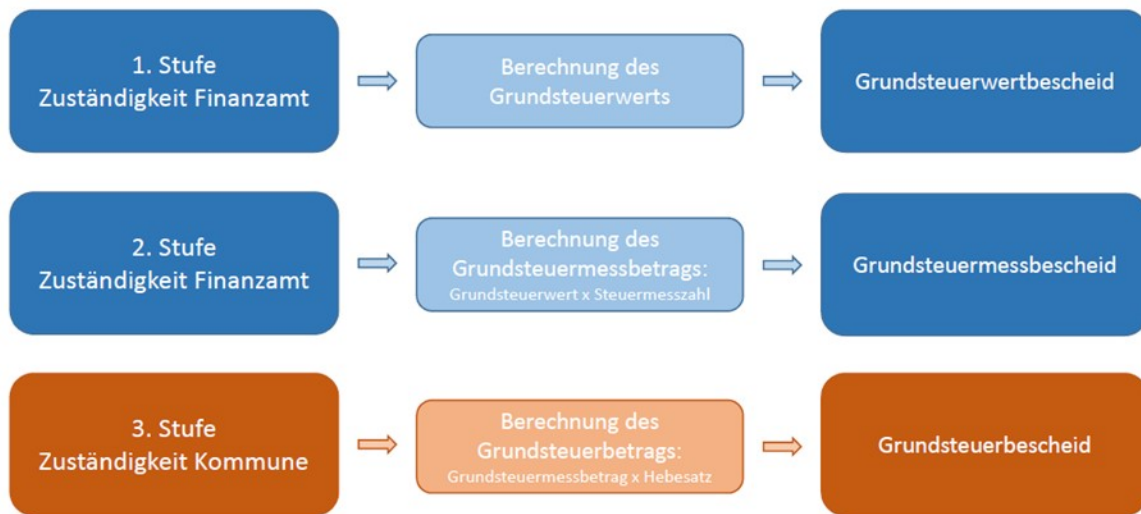 1. Stufe
Zuständigkeit Finanzamt
Berechnung des
Grundsteuerwerts
Grundsteuerwertbescheid
2. Stufe
Zuständigkeit Finanzamt
Berechnung des
Grundsteuermessbetrags:
Grundsteuerwert x Steuermesszahl
Grundsteuermessbescheid
3. Stufe
Zuständigkeit Kommune
Berechnung des
Grundsteuerbetrags:
Grundsteuermessbetrag x Hebesatz
Grundsteuerbescheid